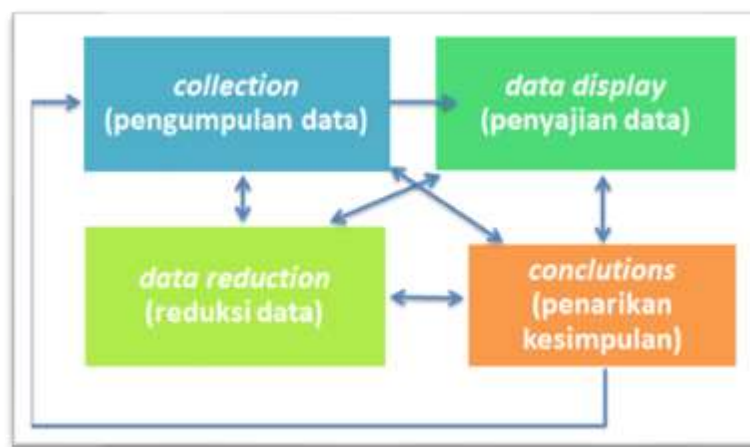 collection
(pengumpulan data)
data display
(penyajian data)
data reduction
(reduksi data)
conclutions
(penarikan
kesimpulan)